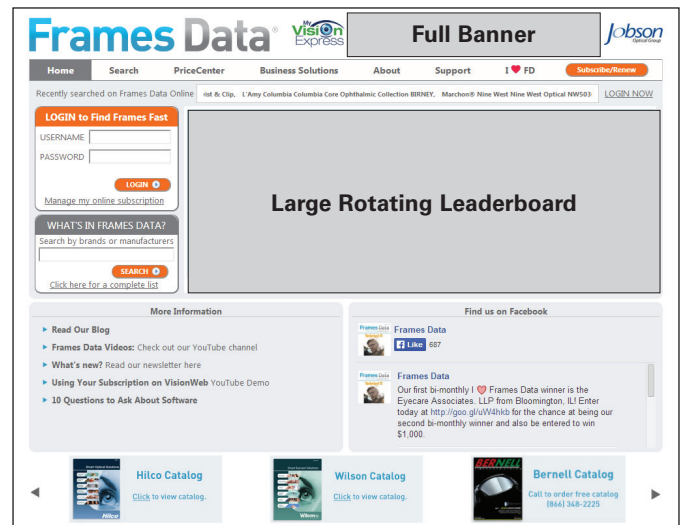 Frames Data®
My
Vision
Express
Full Banner
Jobson
Optical Group
Home Search PriceCenter Business Solutions About Support I ♥ FD Subscribe/Renew
Recently searched on Frames Data Online ist & Clip, L'Amy Columbia Columbia Core Ophthalmic Collection BIRNEY, Marchon® Nine West Nine West Optical NW503 LOGIN NOW
LOGIN to Find Frames Fast
USERNAME
PASSWORD
LOGIN
Manage my online subscription
WHAT'S IN FRAMES DATA?
Search by brands or manufacturers
SEARCH
Click here for a complete list
Large Rotating Leaderboard
More Information
Read Our Blog
Frames Data Videos: Check out our YouTube channel
What's new? Read our newsletter here
Using Your Subscription on VisionWeb YouTube Demo
10 Questions to Ask About Software
Find us on Facebook
Frames Data
Frames Data
Like 687
Frames Data
Frames Data
Our first bi-monthly I ♥ Frames Data winner is the
Eyecare Associates. LLP from Bloomington, IL! Enter
today at http://goo.gl/uW4hkb for the chance at being our
second bi-monthly winner and also be entered to win
$1,000.
Hilco
Hilco Catalog
Click to view catalog.
Wilson
Wilson Catalog
Click to view catalog.
BERNELL
Bernell Catalog
Call to order free catalog
(866) 348-2225